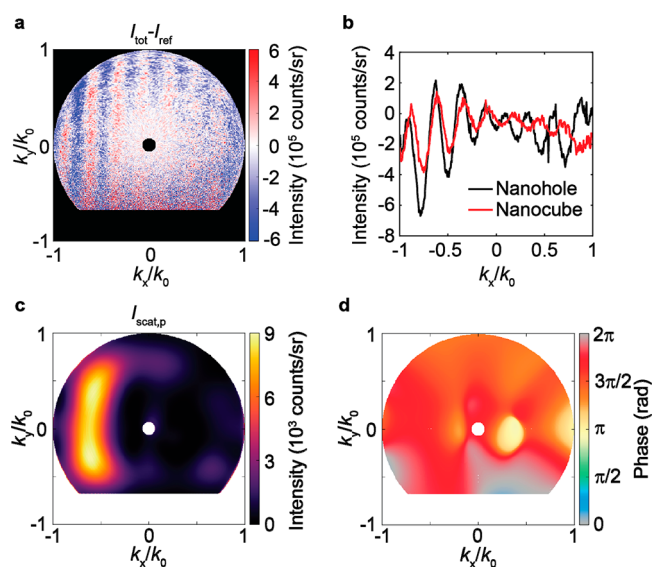 a
I_tot-I_ref
1
0
-1
k_y/k_0
-1 0 1
k_x/k_0
6
4
2
0
-2
-4
-6
Intensity (10^5 counts/sr)
b
4
2
0
-2
-4
-6
-8
Intensity (10^5 counts/sr)
Nanohole
Nanocube
-1 -0.5 0 0.5 1
k_x/k_0
c
I_scat,p
1
0
-1
k_y/k_0
-1 0 1
k_x/k_0
9
6
3
0
Intensity (10^3 counts/sr)
d
1
0
-1
k_y/k_0
-1 0 1
k_x/k_0
2π
3π/2
π
π/2
0
Phase (rad)